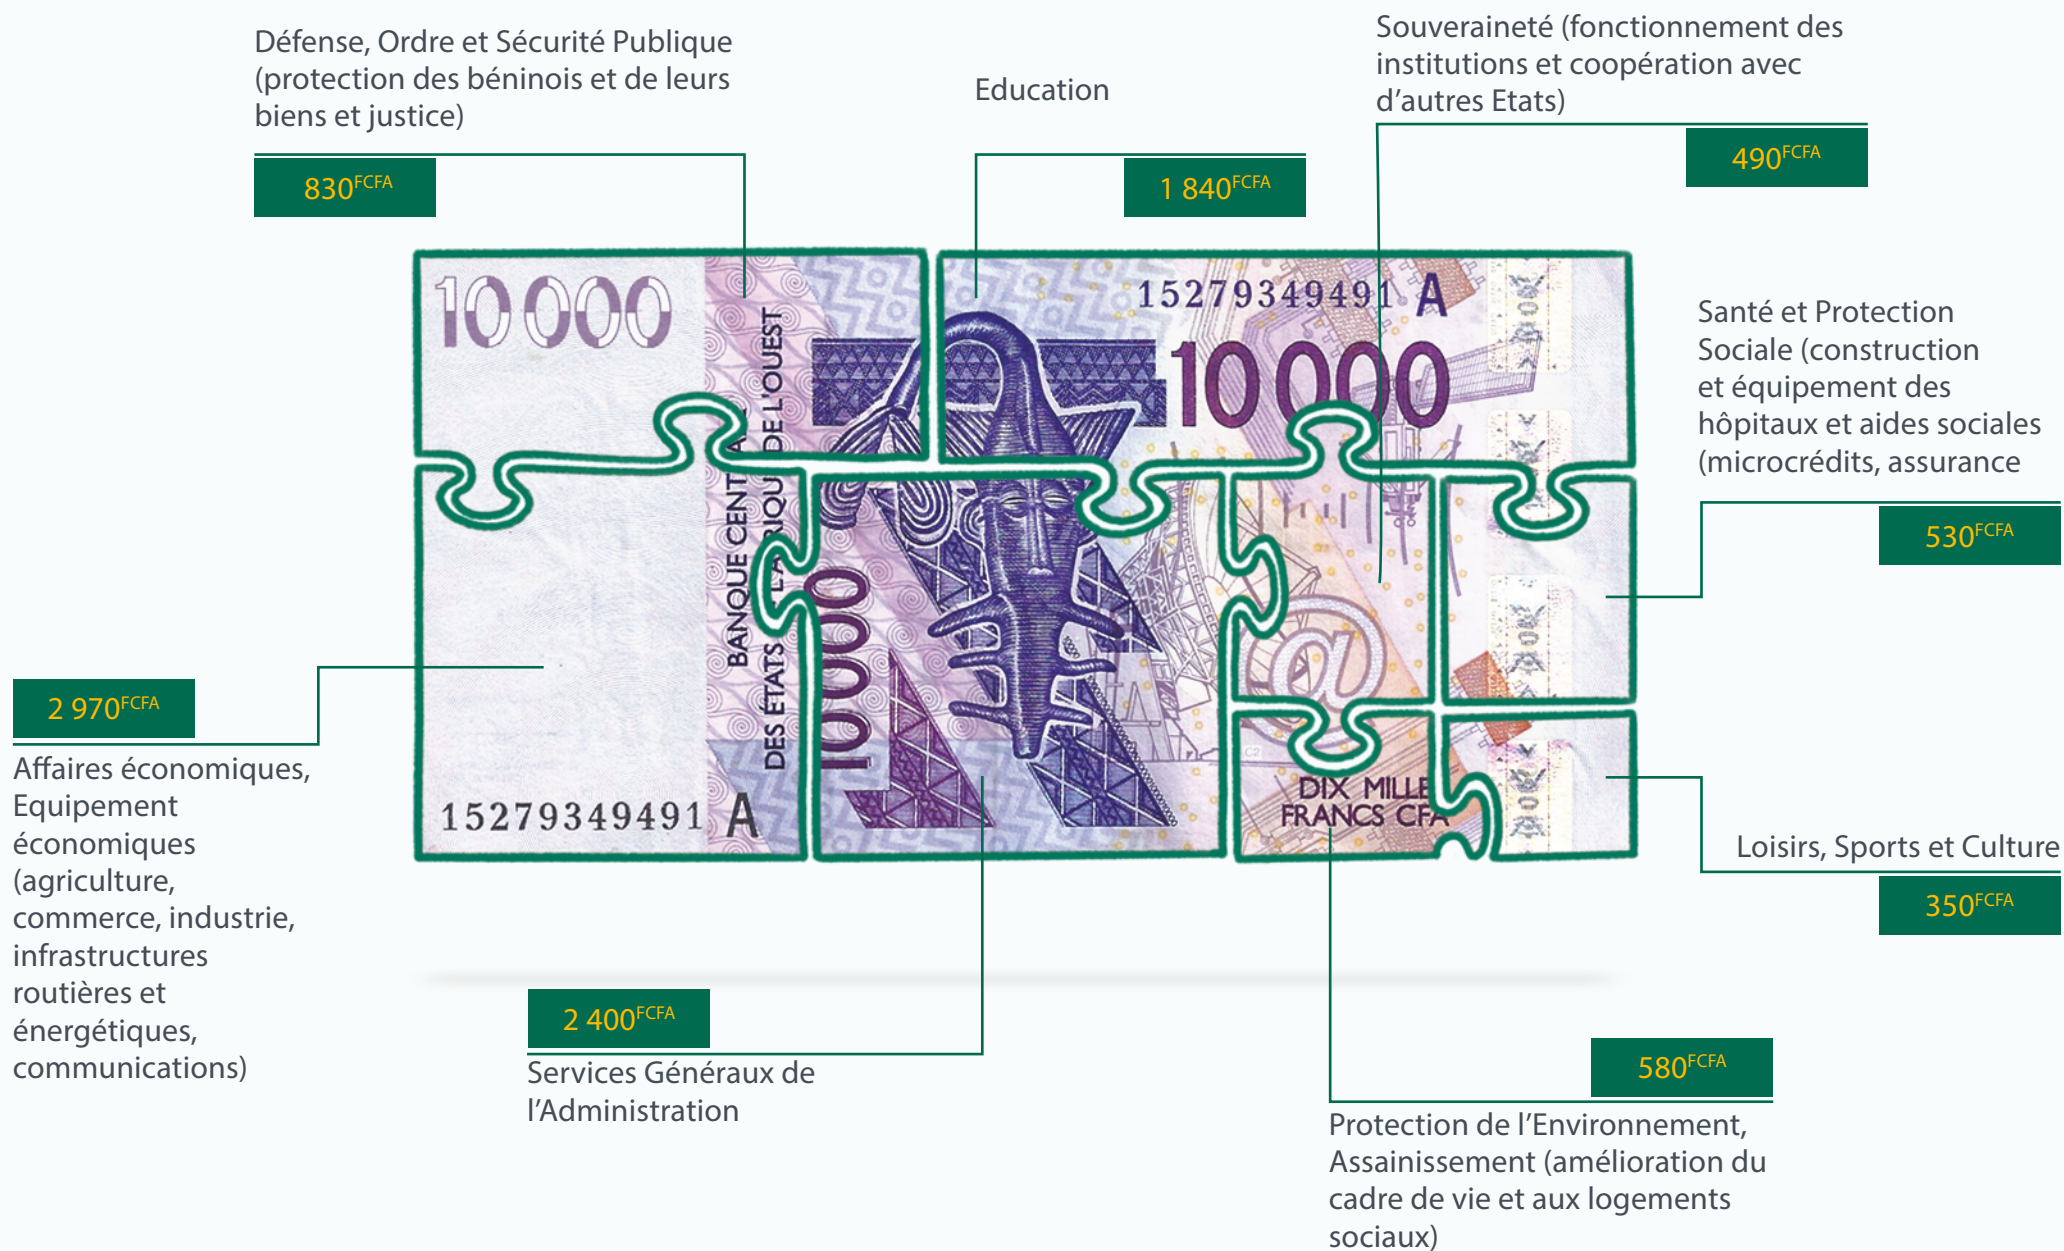 Défense, Ordre et Sécurité Publique
(protection des béninois et de leurs
biens et justice)
830FCFA
Education
1 840FCFA
Souveraineté (fonctionnement des
institutions et coopération avec
d'autres Etats)
490FCFA
Santé et Protection
Sociale (construction
et équipement des
hôpitaux et aides sociales
(microcrédits, assurance
530FCFA
10 000
15279349491 A
10 000
BANQUE CENT
DES ÉTATS
DE L'OUEST
10 000
15279349491 A
DIX MILLE
FRANCS CFA
2 970FCFA
Affaires économiques,
Equipement
économiques
(agriculture,
commerce, industrie,
infrastructures
routières et
énergétiques,
communications)
Loisirs, Sports et Culture
350FCFA
2 400FCFA
Services Généraux de
l'Administration
580FCFA
Protection de l'Environnement,
Assainissement (amélioration du
cadre de vie et aux logements
sociaux)